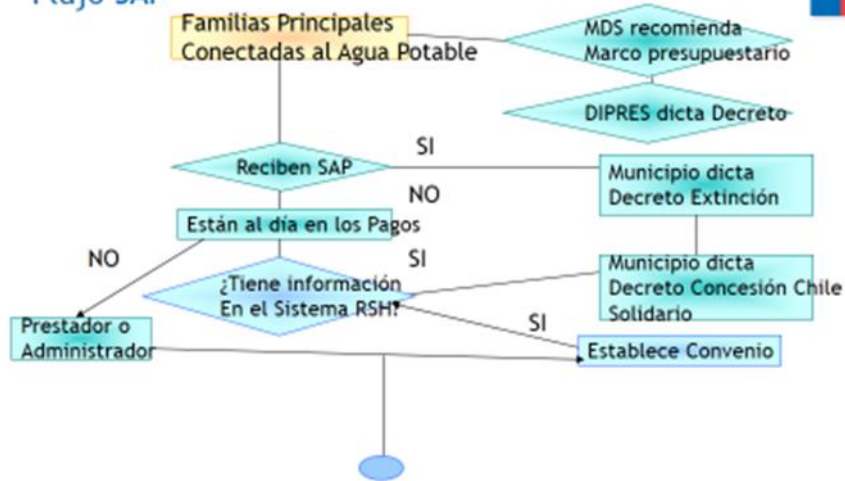 Flujo SAP
Familias Principales
Conectadas al Agua Potable
MDS recomienda
Marco presupuestario
DIPRES dicta Decreto
Reciben SAP
SI
NO
Municipio dicta
Decreto Extinción
Están al día en los Pagos
NO
SI
¿Tiene información
En el Sistema RSH?
Municipio dicta
Decreto Concesión Chile
Solidario
Prestador o
Administrador
SI
Establece Convenio